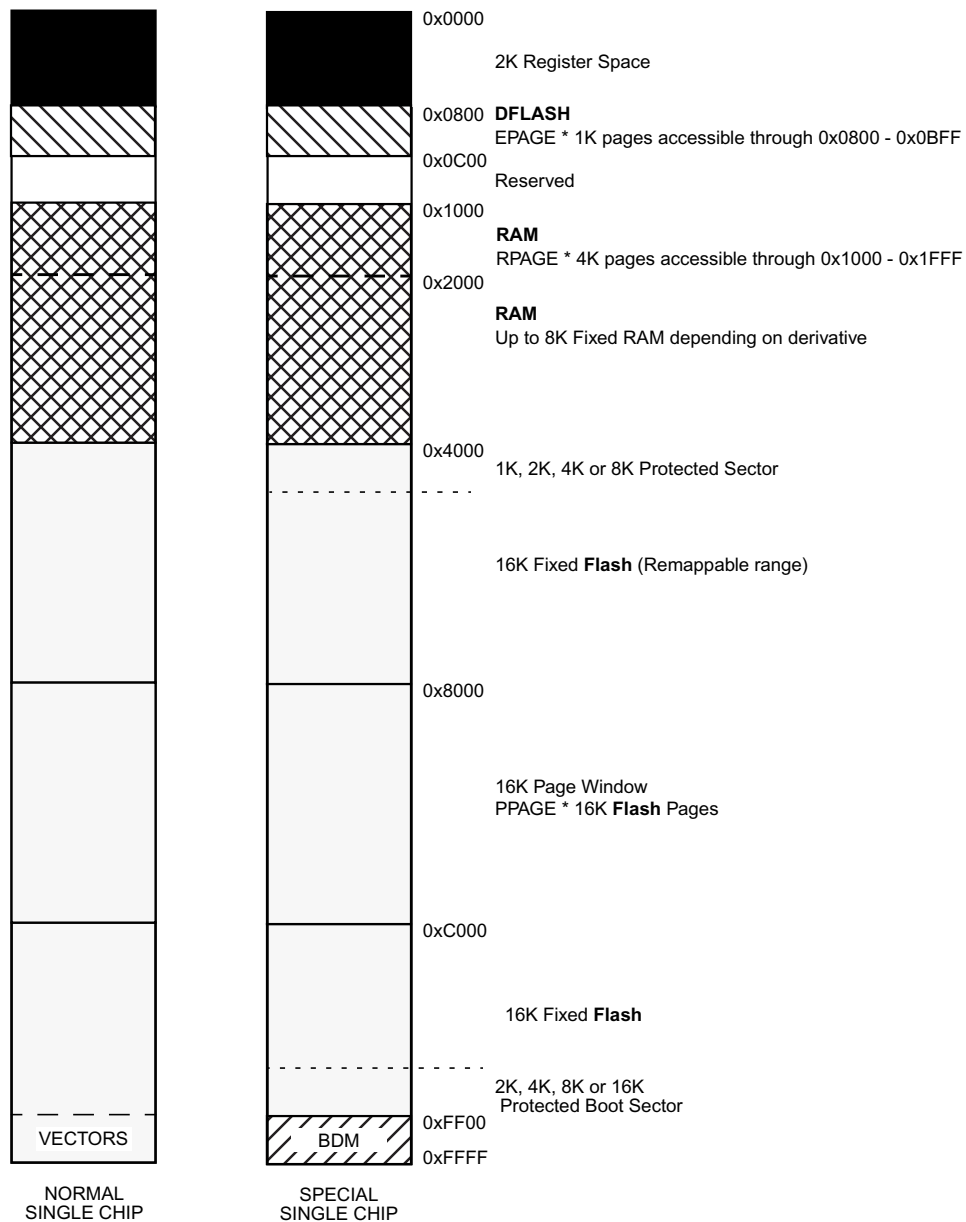 0x0000
2K Register Space
0x0800
DFLASH
EPAGE * 1K pages accessible through 0x0800 - 0x0BFF
0x0C00
Reserved
0x1000
RAM
RPAGE * 4K pages accessible through 0x1000 - 0x1FFF
0x2000
RAM
Up to 8K Fixed RAM depending on derivative
0x4000
1K, 2K, 4K or 8K Protected Sector
16K Fixed Flash (Remappable range)
0x8000
16K Page Window
PPAGE * 16K Flash Pages
0xC000
16K Fixed Flash
2K, 4K, 8K or 16K
Protected Boot Sector
0xFF00
VECTORS
BDM
0xFFFF
NORMAL
SINGLE CHIP
SPECIAL
SINGLE CHIP